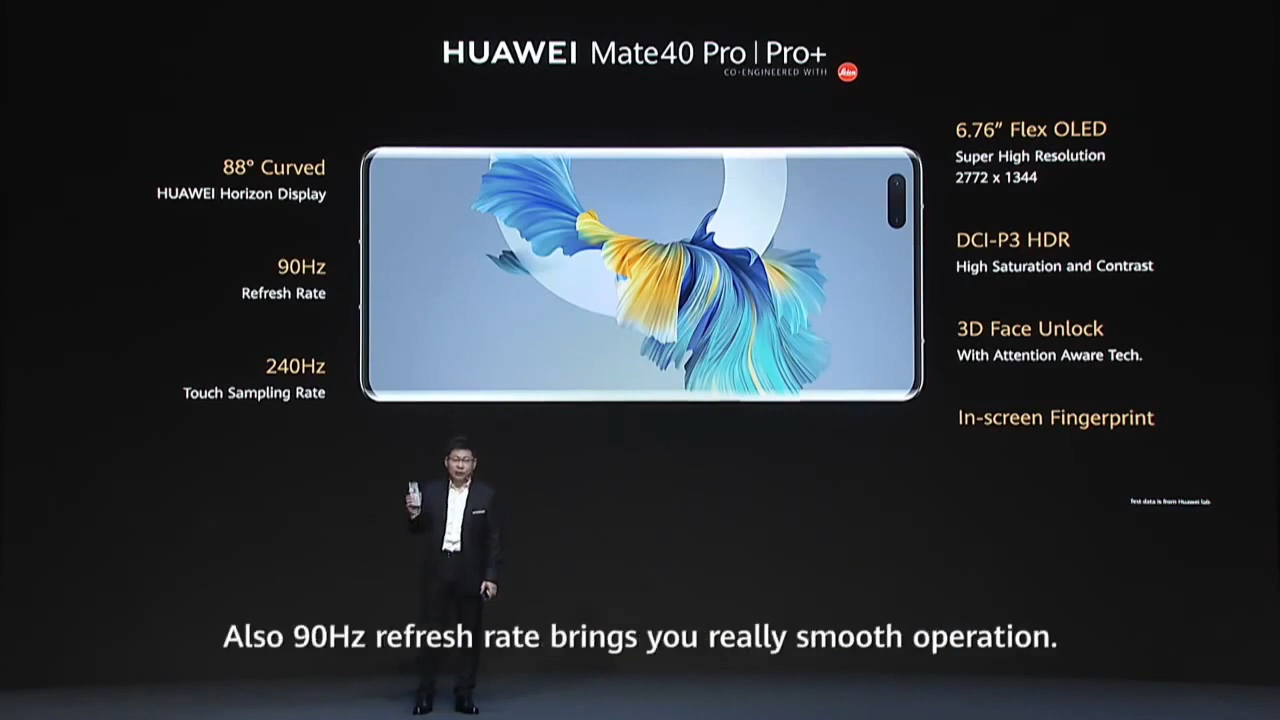 HUAWEI Mate40 Pro | Pro+
CO-ENGINEERED WITH Leica
88° Curved
HUAWEI Horizon Display
90Hz
Refresh Rate
240Hz
Touch Sampling Rate
6.76” Flex OLED
Super High Resolution
2772 x 1344
DCI-P3 HDR
High Saturation and Contrast
3D Face Unlock
With Attention Aware Tech.
In-screen Fingerprint
Test data is from Huawei lab
Also 90Hz refresh rate brings you really smooth operation.